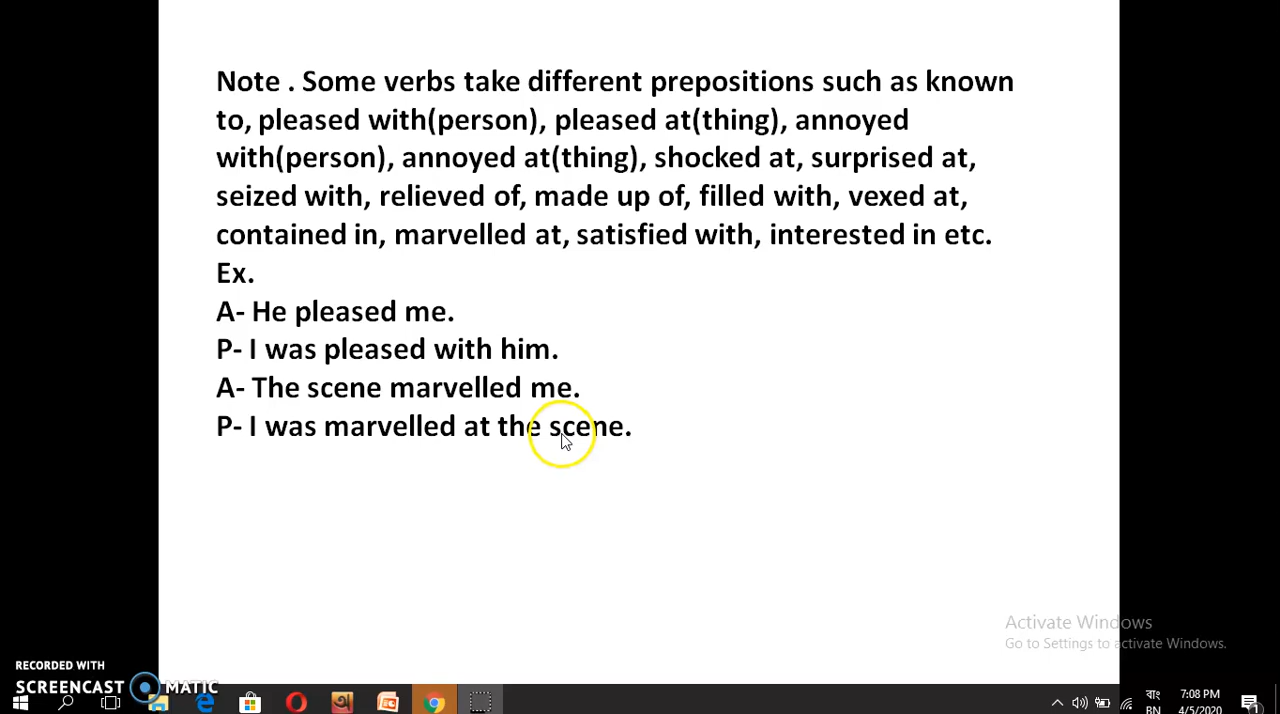 Note . Some verbs take different prepositions such as known
to, pleased with(person), pleased at(thing), annoyed
with(person), annoyed at(thing), shocked at, surprised at,
seized with, relieved of, made up of, filled with, vexed at,
contained in, marvelled at, satisfied with, interested in etc.
Ex.
A- He pleased me.
P- I was pleased with him.
A- The scene marvelled me.
P- I was marvelled at the scene.
Activate Windows
Go to Settings to activate Windows.
RECORDED WITH
SCREENCAST MATIC
বাং 7:08 PM
BN 4/5/2020